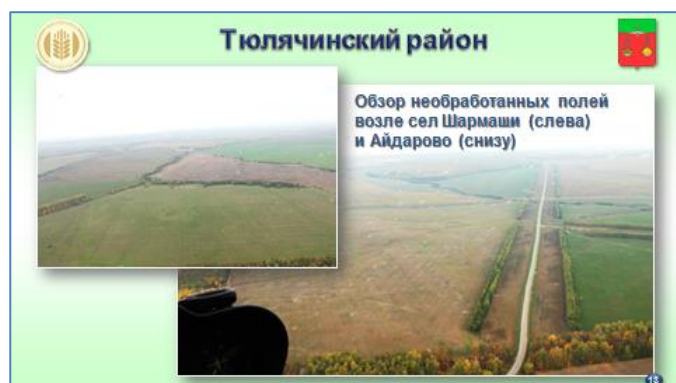 Тюлячинский район
Обзор необработанных полей
возле сел Шармаши (слева)
и Айдарово (снизу)